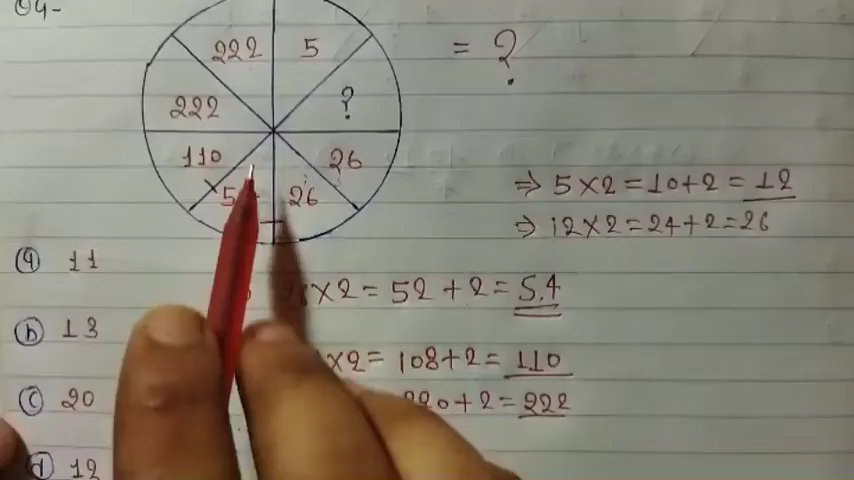 Q4-
222 5
= ?
222 ?
110 26
5 26
⇒ 5×2=10+2=12
⇒ 12×2=24+2=26
(a) 11
×2=52+2=54
(b) 13
×2=108+2=110
(c) 20
220+2=222
(d) 12